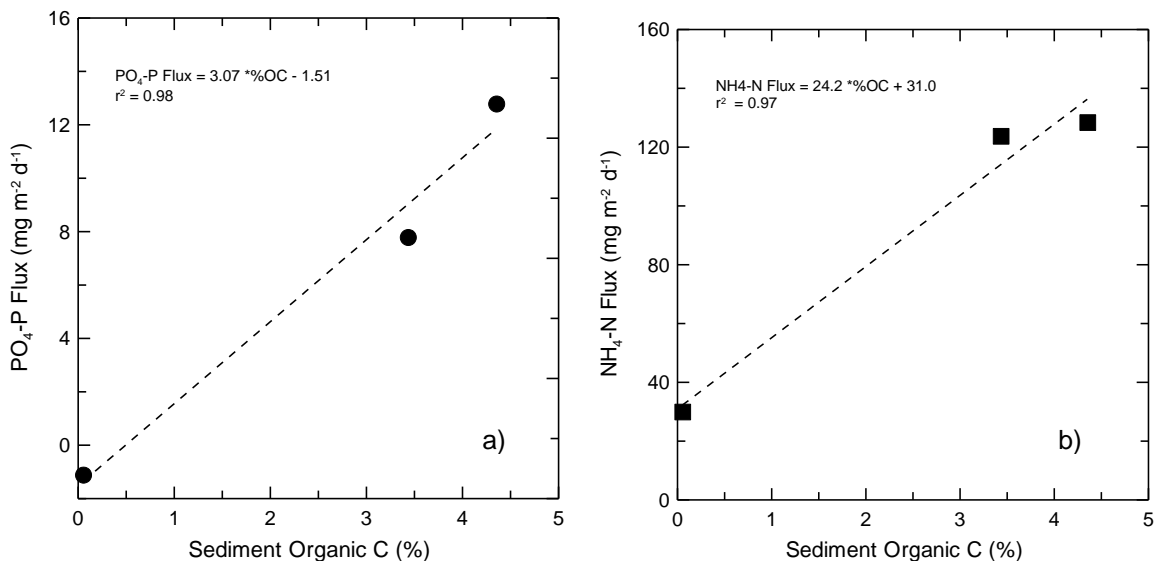 16
12
8
4
0
PO₄-P Flux (mg m⁻² d⁻¹)
PO₄-P Flux = 3.07 *%OC - 1.51
r² = 0.98
a)
0 1 2 3 4 5
Sediment Organic C (%)
160
120
80
40
0
NH₄-N Flux (mg m⁻² d⁻¹)
NH4-N Flux = 24.2 *%OC + 31.0
r² = 0.97
b)
0 1 2 3 4 5
Sediment Organic C (%)